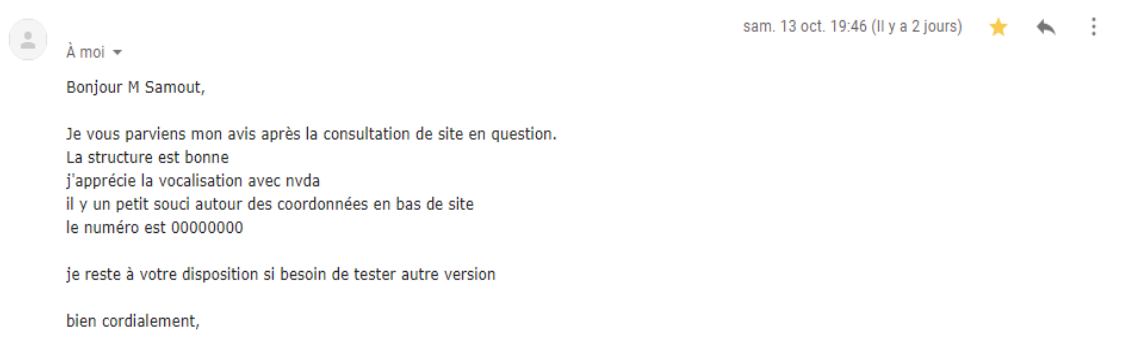 sam. 13 oct. 19:46 (Il y a 2 jours)
À moi
Bonjour M Samout,
Je vous parviens mon avis après la consultation de site en question.
La structure est bonne
j'apprécie la vocalisation avec nvda
il y un petit souci autour des coordonnées en bas de site
le numéro est 00000000
je reste à votre disposition si besoin de tester autre version
bien cordialement,